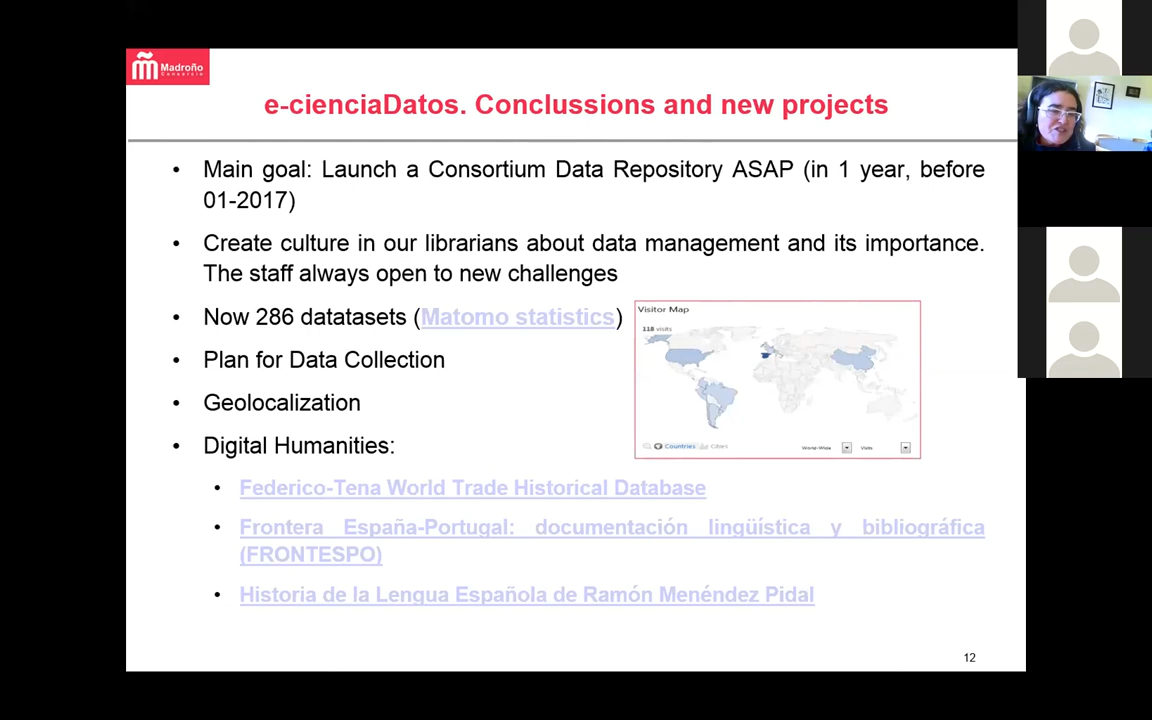 Madroño
Consorcio
e-cienciaDatos. Conclussions and new projects
• Main goal: Launch a Consortium Data Repository ASAP (in 1 year, before
01-2017)
• Create culture in our librarians about data management and its importance.
The staff always open to new challenges
• Now 286 datatasets (Matomo statistics)
Visitor Map
118 visits
• Plan for Data Collection
• Geolocalization
• Digital Humanities:
Countries Cities World-Wide Visits
• Federico-Tena World Trade Historical Database
• Frontera España-Portugal: documentación lingüística y bibliográfica
(FRONTESPO)
• Historia de la Lengua Española de Ramón Menéndez Pidal
12